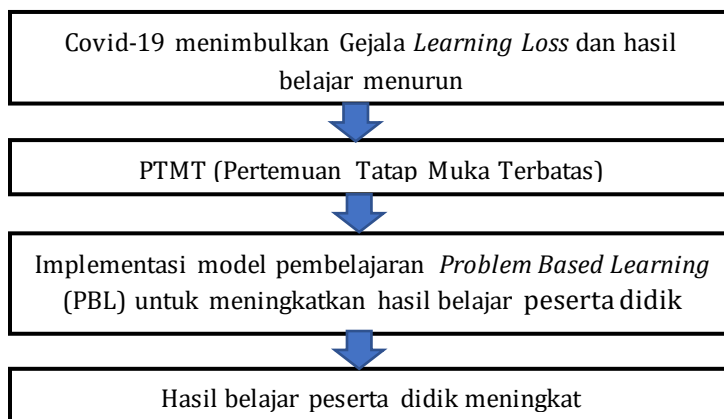 Covid-19 menimbulkan Gejala Learning Loss dan hasil
belajar menurun
PTMT (Pertemuan Tatap Muka Terbatas)
Implementasi model pembelajaran Problem Based Learning
(PBL) untuk meningkatkan hasil belajar peserta didik
Hasil belajar peserta didik meningkat